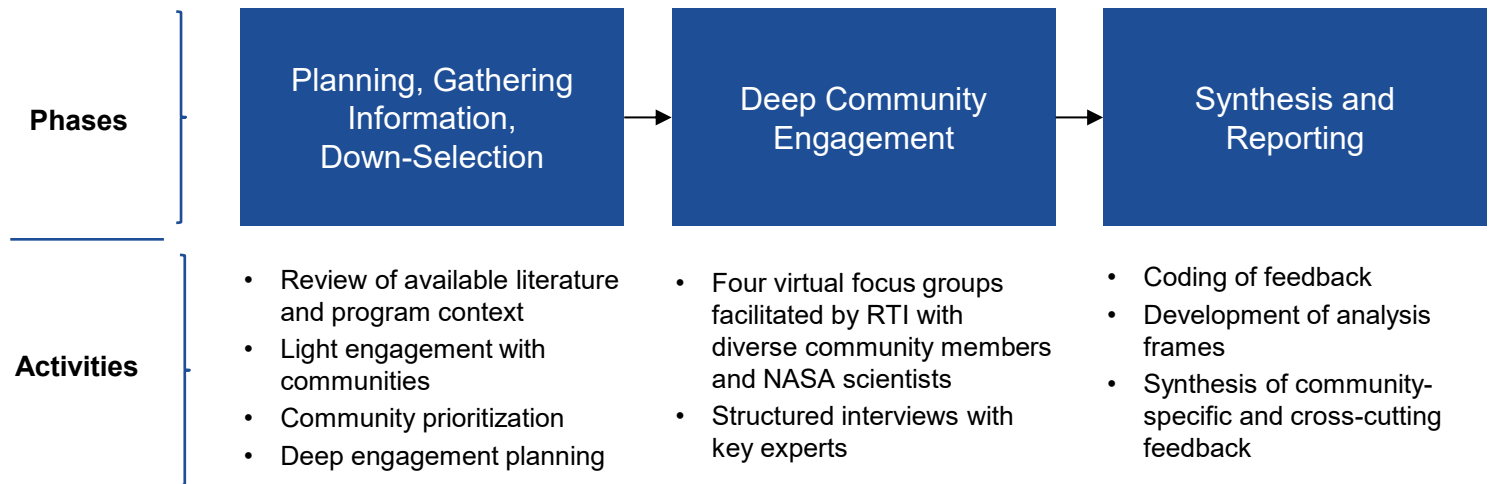 Phases
Planning, Gathering
Information,
Down-Selection
Deep Community
Engagement
Synthesis and
Reporting
Activities
• Review of available literature
and program context
• Light engagement with
communities
• Community prioritization
• Deep engagement planning
• Four virtual focus groups
facilitated by RTI with
diverse community members
and NASA scientists
• Structured interviews with
key experts
• Coding of feedback
• Development of analysis
frames
• Synthesis of community-
specific and cross-cutting
feedback